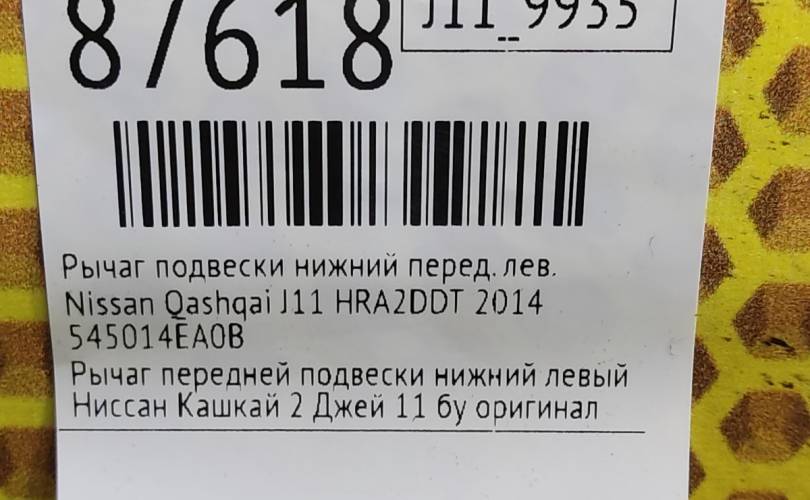 87618
J11_9935
Рычаг подвески нижний перед. лев.
Nissan Qashqai J11 HRA2DDT 2014
545014EA0B
Рычаг передней подвески нижний левый
Ниссан Кашкай 2 Джей 11 бу оригинал